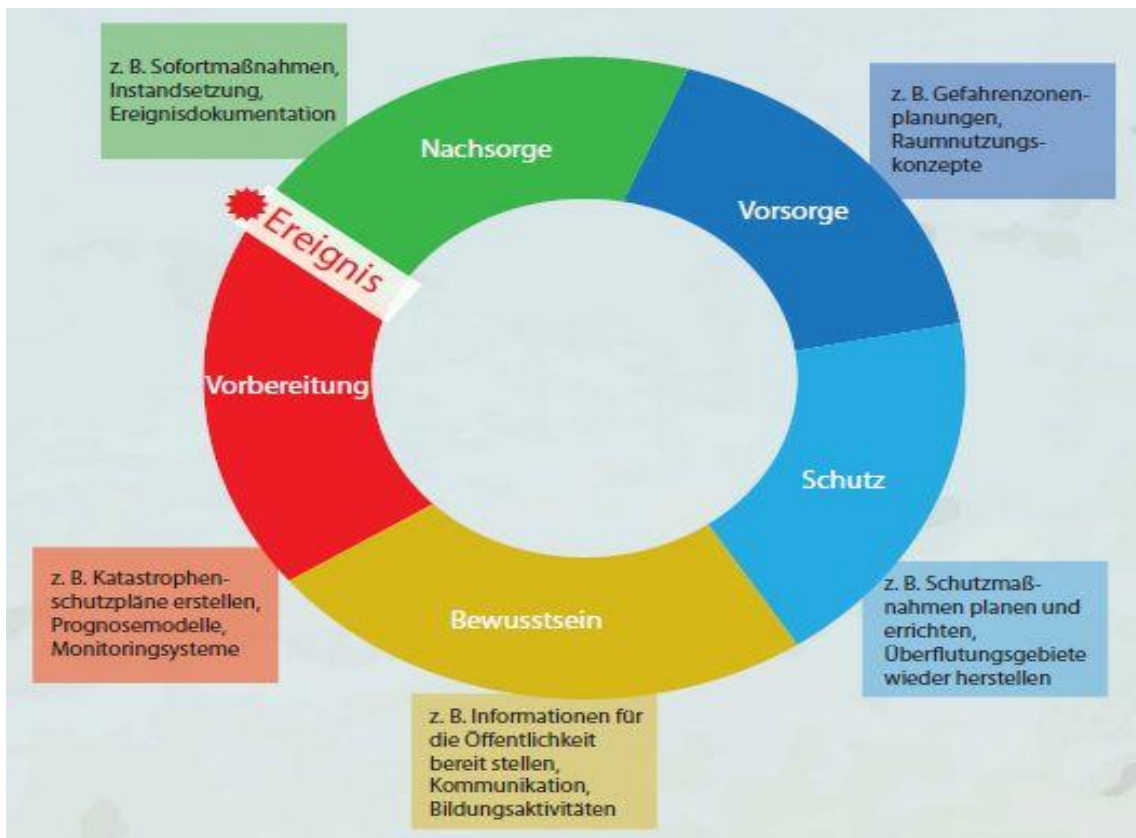 z. B. Sofortmaßnahmen,
Instandsetzung,
Ereignisdokumentation
Nachsorge
z. B. Gefahrenzonen-
planungen,
Raumnutzungs-
konzepte
Vorsorge
Ereignis
Vorbereitung
Schutz
z. B. Katastrophen-
schutzpläne erstellen,
Prognosemodelle,
Monitoringsysteme
Bewusstsein
z. B. Schutzmaß-
nahmen planen und
errichten,
Überflutungsgebiete
wieder herstellen
z. B. Informationen für
die Öffentlichkeit
bereit stellen,
Kommunikation,
Bildungsaktivitäten